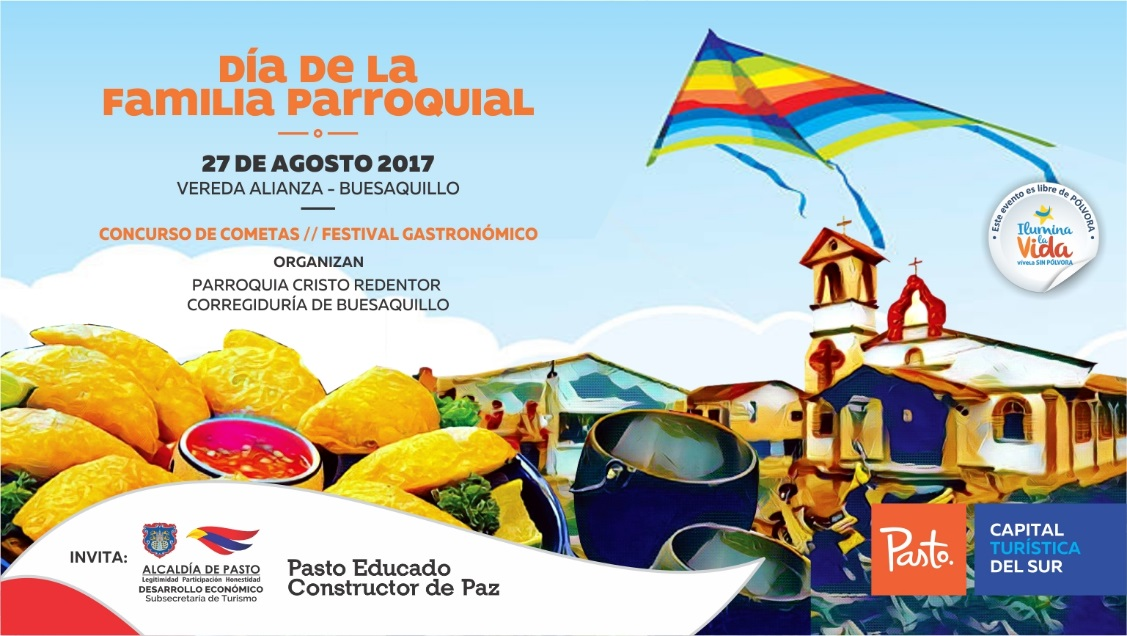 DÍA DE LA
FAMILIA PARROQUIAL
27 DE AGOSTO 2017
VEREDA ALIANZA - BUESAQUILLO
CONCURSO DE COMETAS // FESTIVAL GASTRONÓMICO
ORGANIZAN
PARROQUIA CRISTO REDENTOR
CORREGIDURÍA DE BUESAQUILLO
• Este evento es libre de PÓLVORA •
Ilumina
la
Vida
vívela SIN PÓLVORA
INVITA:
ALCALDÍA DE PASTO
Legitimidad Participación Honestidad
DESARROLLO ECONÓMICO
Subsecretaría de Turismo
Pasto Educado
Constructor de Paz
Pasto.
CAPITAL
TURÍSTICA
DEL SUR